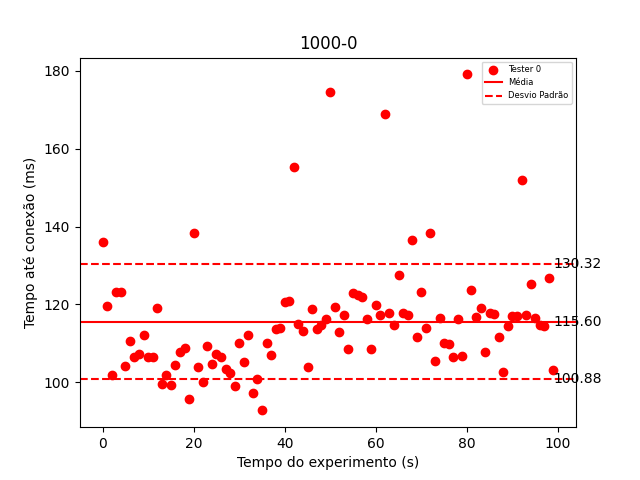 1000-0
Tester 0
Média
Desvio Padrão
180
160
140
120
100
130.32
115.60
100.88
Tempo até conexão (ms)
0 20 40 60 80 100
Tempo do experimento (s)